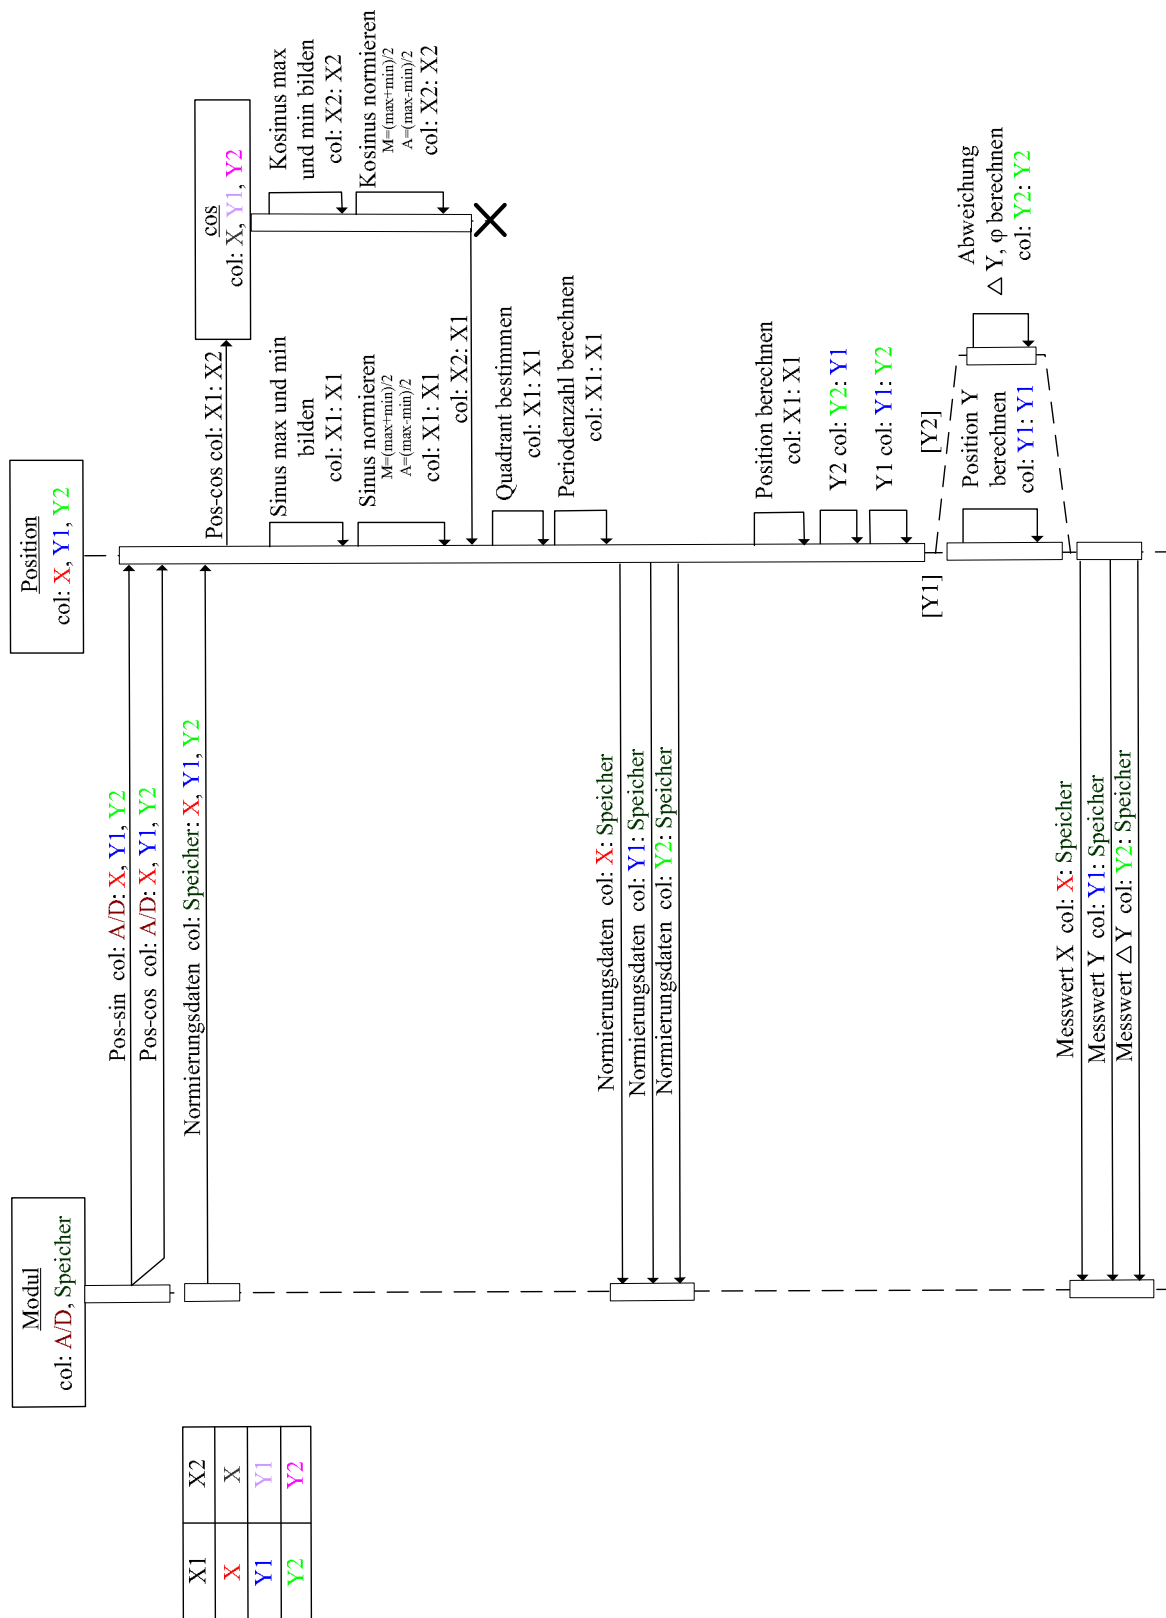 Modul
col: A/D, Speicher
Position
col: X, Y1, Y2
Pos-sin col: A/D: X, Y1, Y2
Pos-cos col: A/D: X, Y1, Y2
Normierungsdaten col: Speicher: X, Y1, Y2
Pos-cos col: X1: X2
cos
col: X, Y1, Y2
Sinus max und min
bilden
col: X1: X1
Kosinus max
und min bilden
col: X2: X2
Sinus normieren
M=(max+min)/2
A=(max-min)/2
col: X1: X1
Kosinus normieren
M=(max+min)/2
A=(max-min)/2
col: X2: X2
col: X2: X1
Quadrant bestimmen
col: X1: X1
Periodenzahl berechnen
col: X1: X1
Normierungsdaten col: X: Speicher
Normierungsdaten col: Y1: Speicher
Normierungsdaten col: Y2: Speicher
Position berechnen
col: X1: X1
Y2 col: Y2: Y1
Y1 col: Y1: Y2
[Y1]
[Y2]
Position Y
berechnen
col: Y1: Y1
Abweichung
△ Y, φ berechnen
col: Y2: Y2
Messwert X col: X: Speicher
Messwert Y col: Y1: Speicher
Messwert △ Y col: Y2: Speicher
X1 X2
X X
Y1 Y1
Y2 Y2